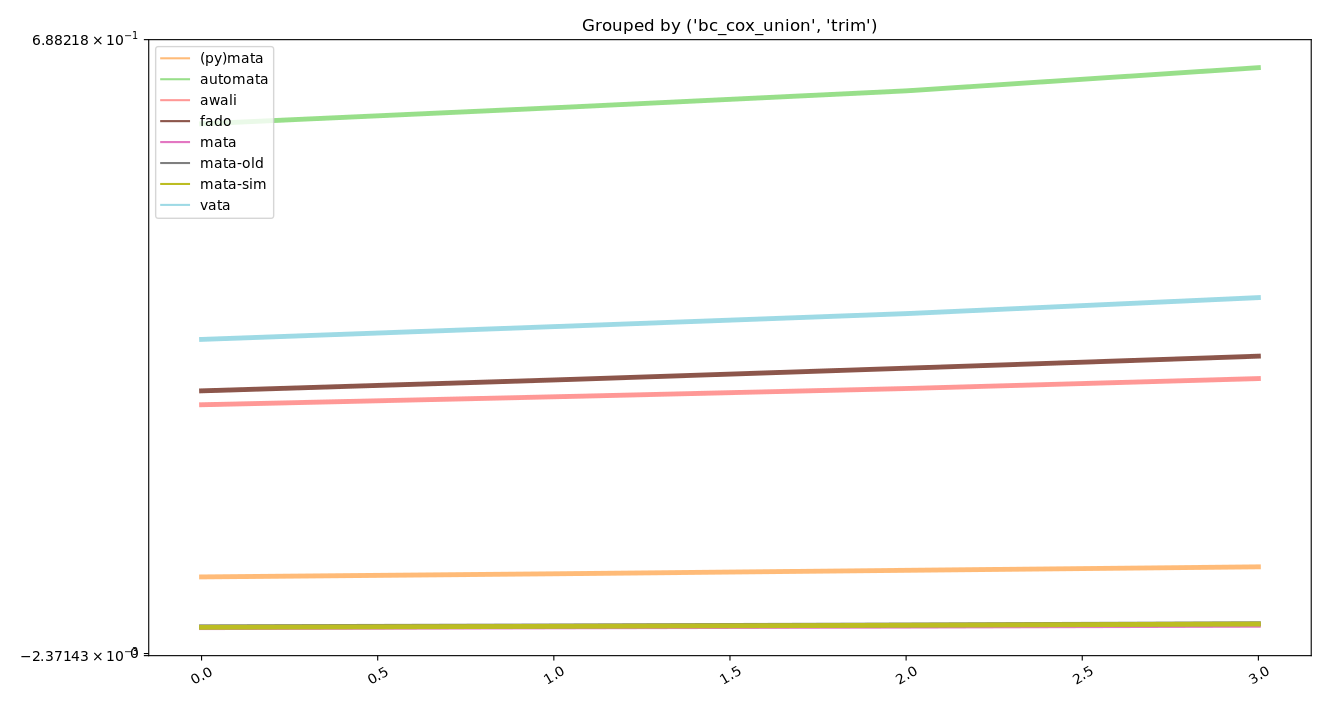 Grouped by ('bc_cox_union', 'trim')
6.88218 × 10⁻¹
(py)mata
automata
awali
fado
mata
mata-old
mata-sim
vata
0
0.0
0.5
1.0
1.5
2.0
2.5
3.0